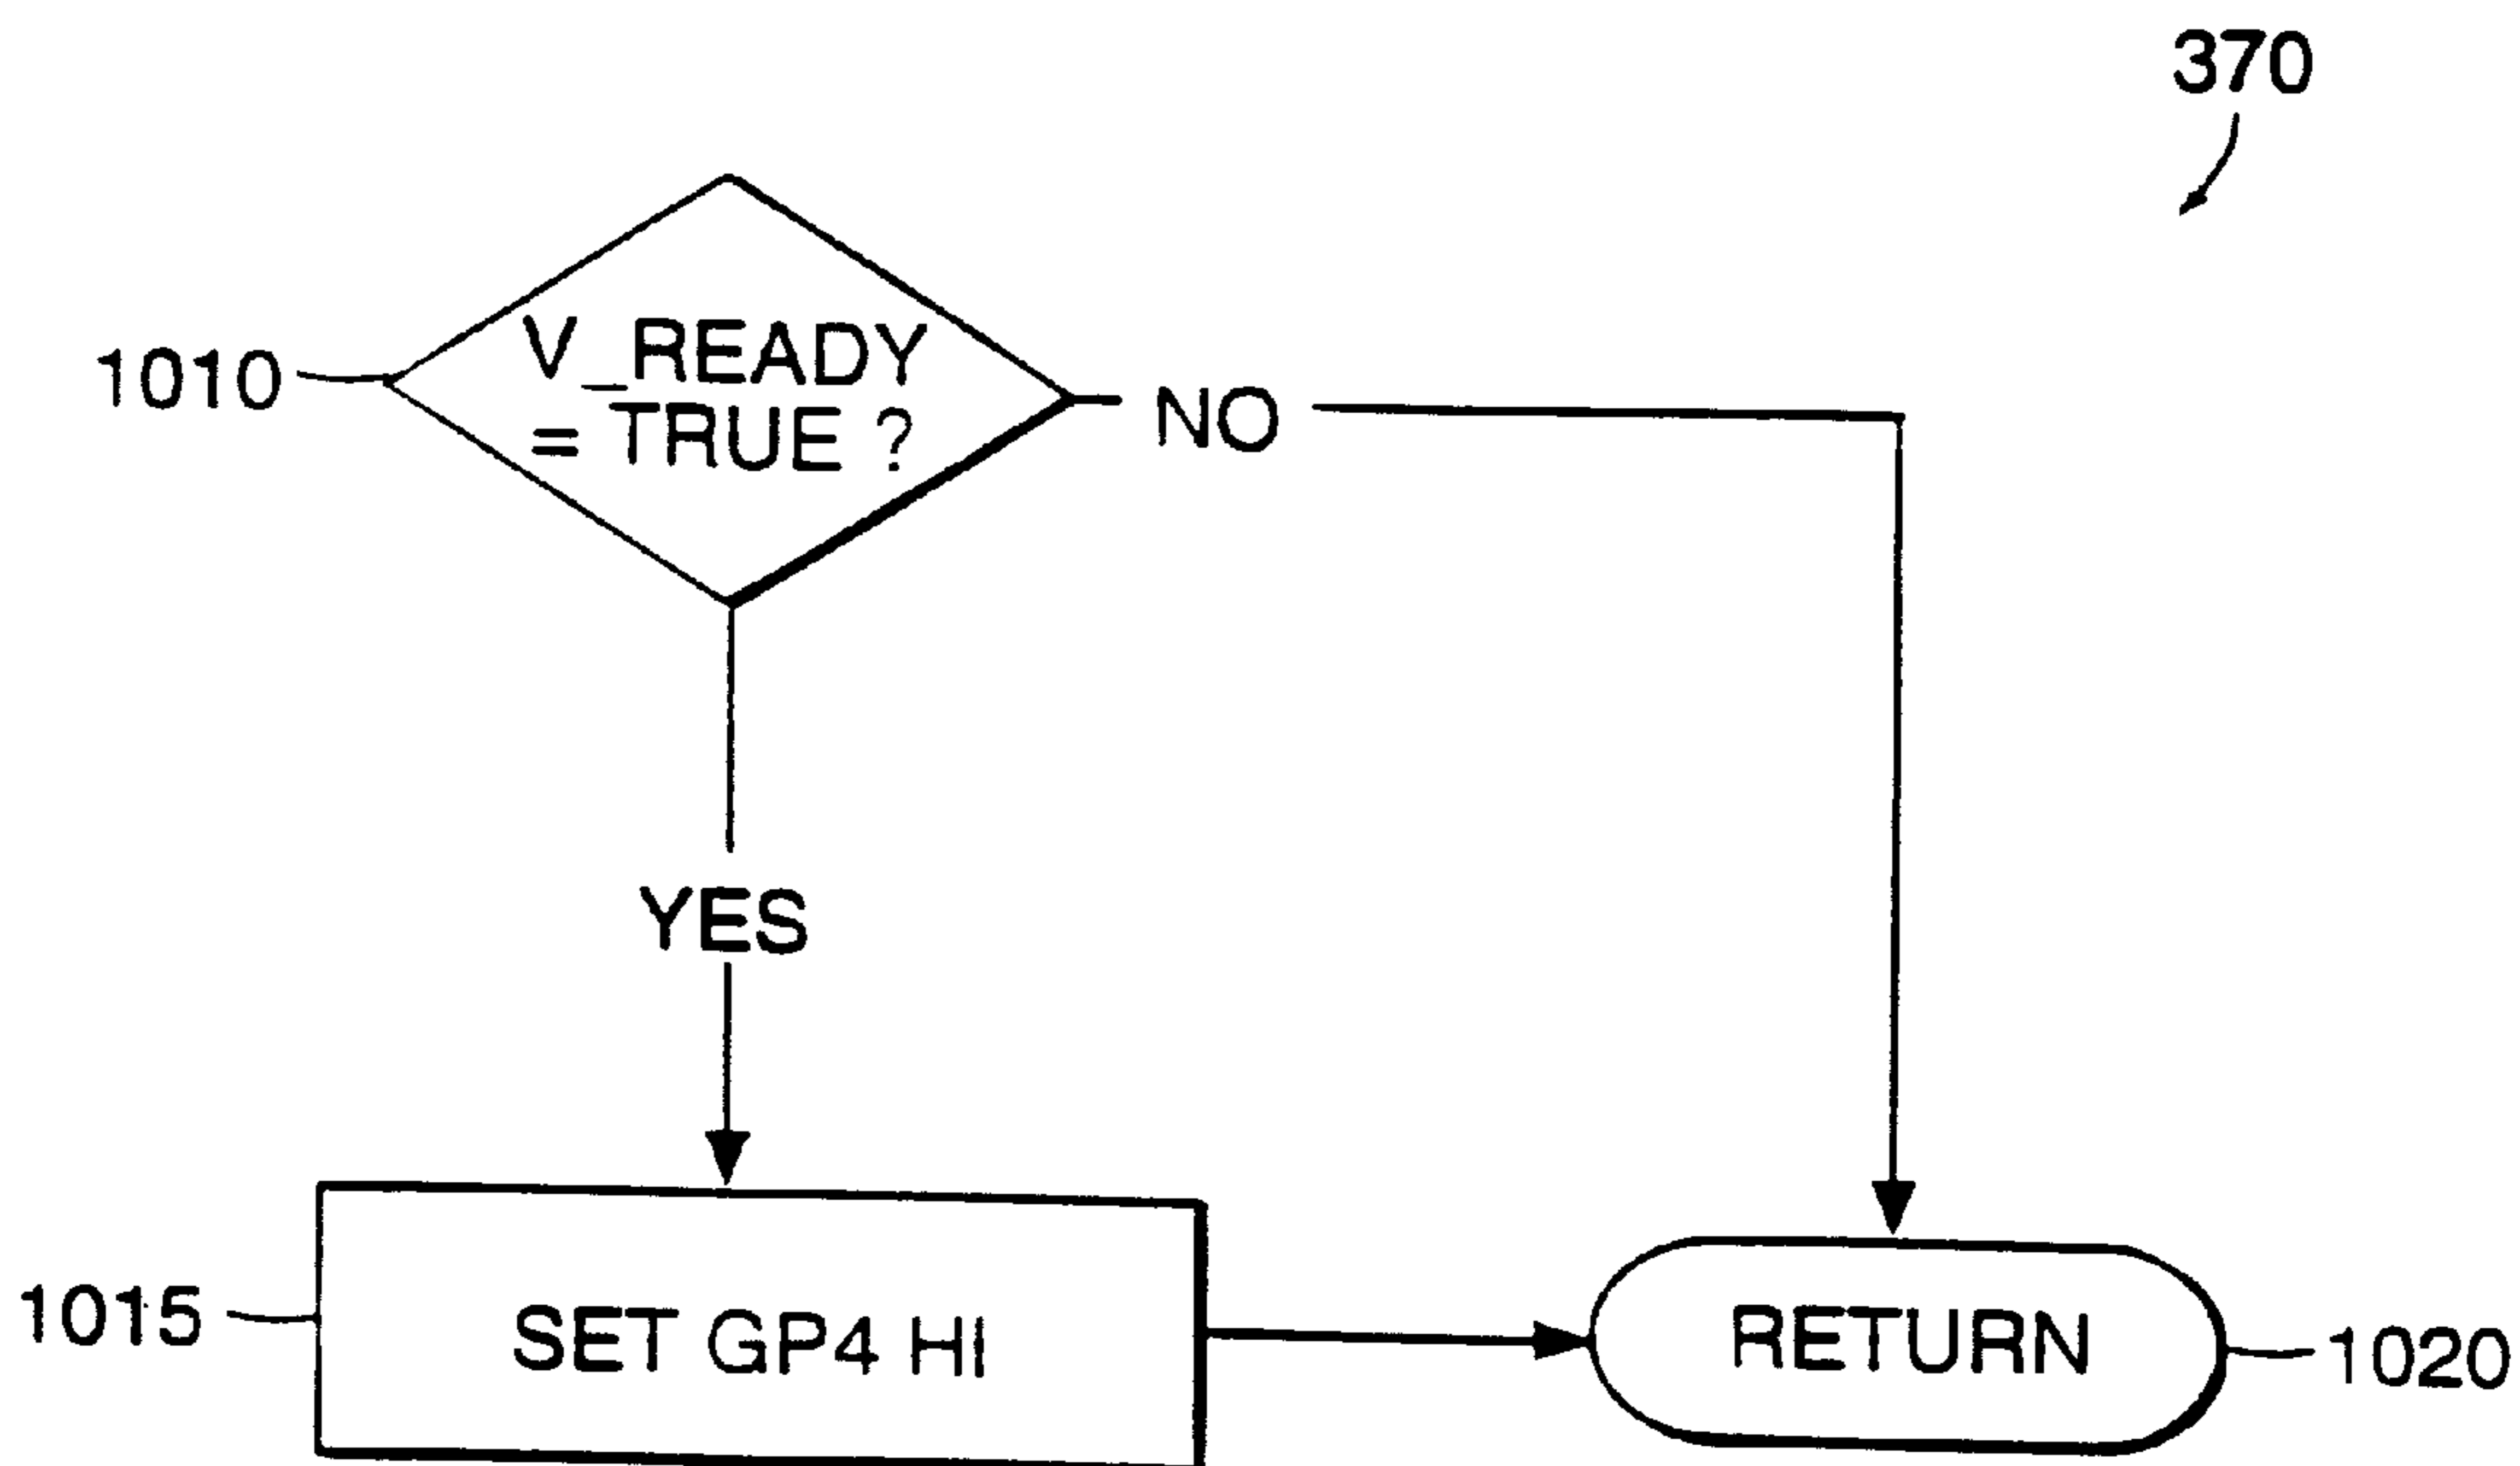 370
V_READY
= TRUE ?
1010
NO
YES
1015
SET GP4 HI
RETURN
1020